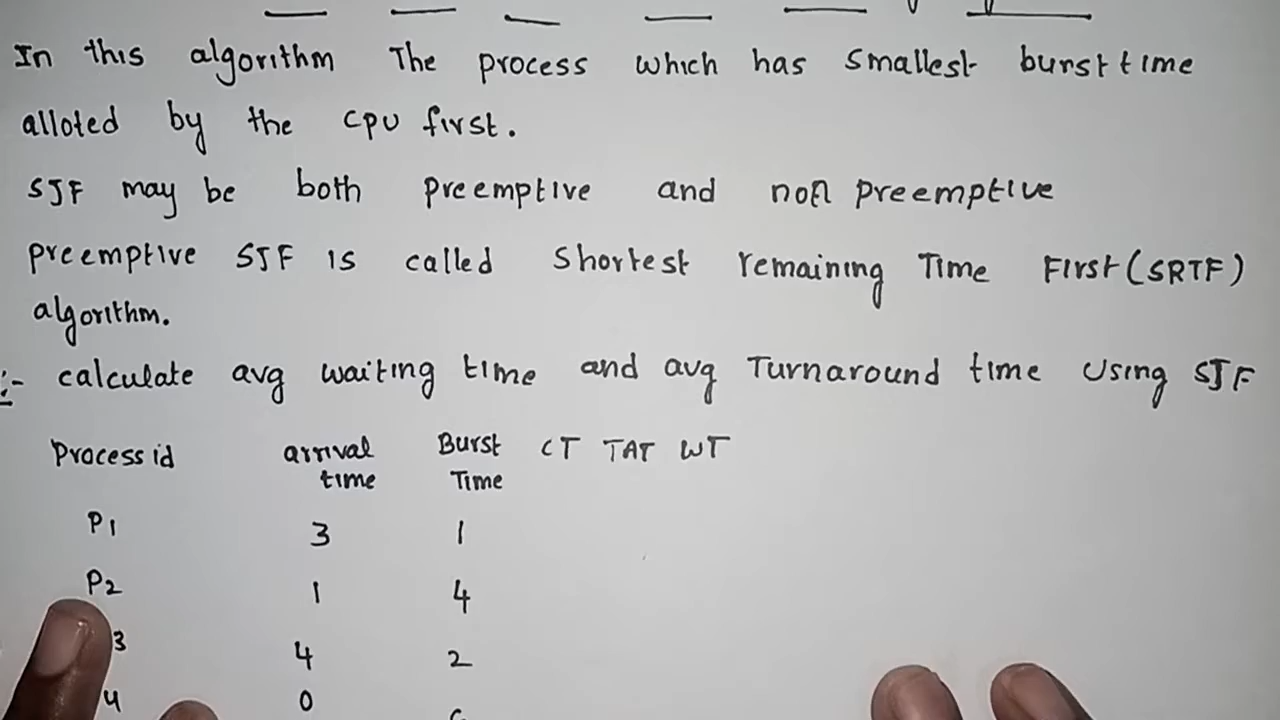 In this algorithm The process which has smallest burst time
alloted by the CPU first.
SJF may be both preemptive and non preemptive
preemptive SJF is called Shortest remaining Time First (SRTF)
algorithm.
:- calculate avg waiting time and avg Turnaround time using SJF
Process id arrival time Burst Time CT TAT WT
P1 3 1
P2 1 4
3 4 2
4 0